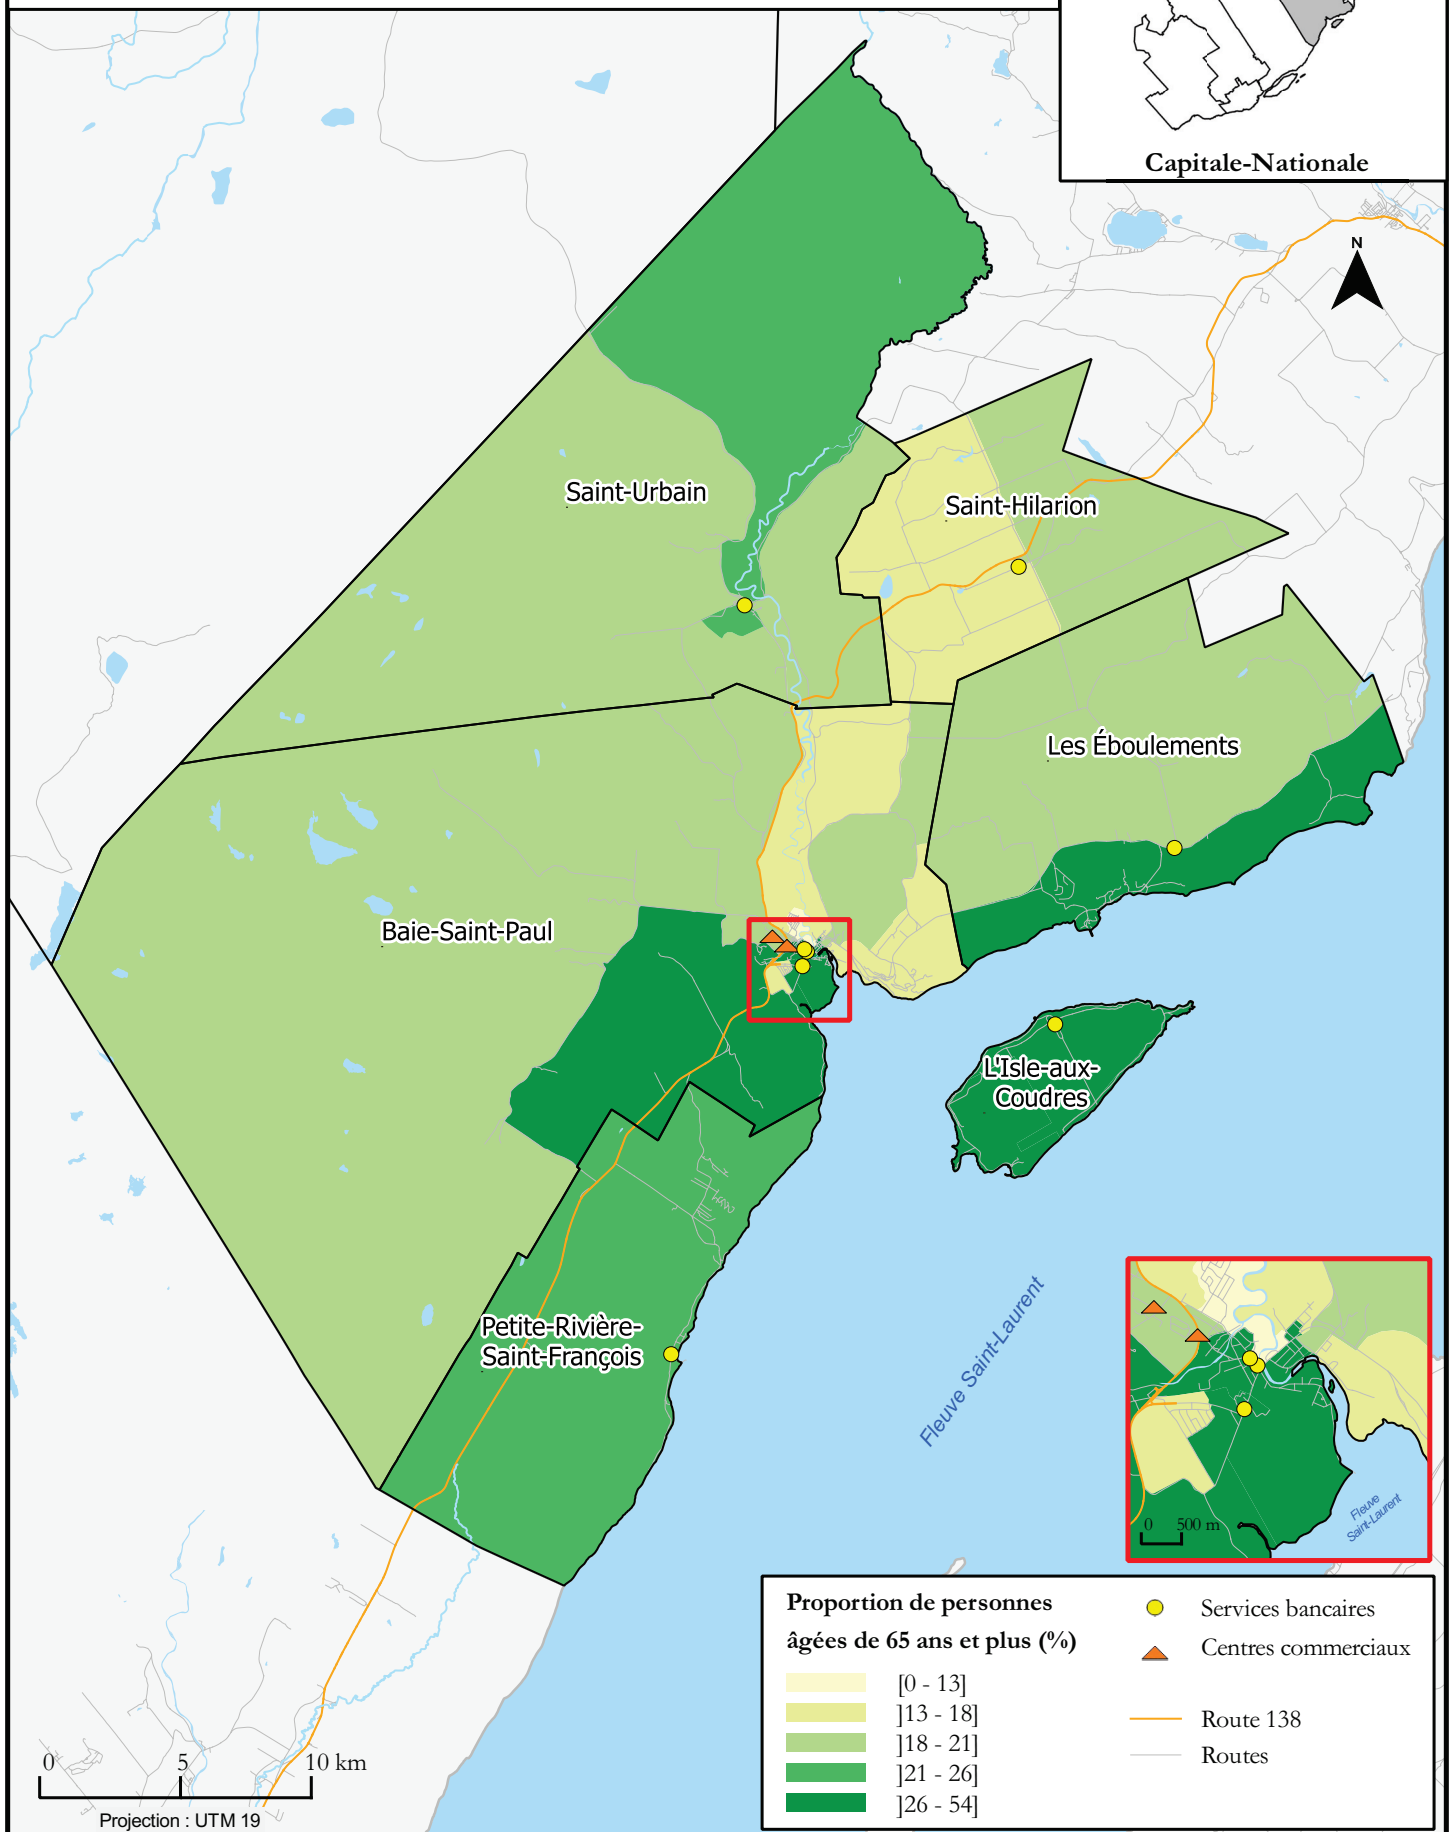 Capitale-Nationale
N
Saint-Urbain
Saint-Hilarion
Les Éboulements
Baie-Saint-Paul
L'Isle-aux-
Coudres
Petite-Rivière-
Saint-François
Fleuve Saint-Laurent
Fleuve
Saint-Laurent
0 500 m
Proportion de personnes
âgées de 65 ans et plus (%)
[0 - 13]
]13 - 18]
]18 - 21]
]21 - 26]
]26 - 54]
Services bancaires
Centres commerciaux
Route 138
Routes
0 5 10 km
Projection : UTM 19